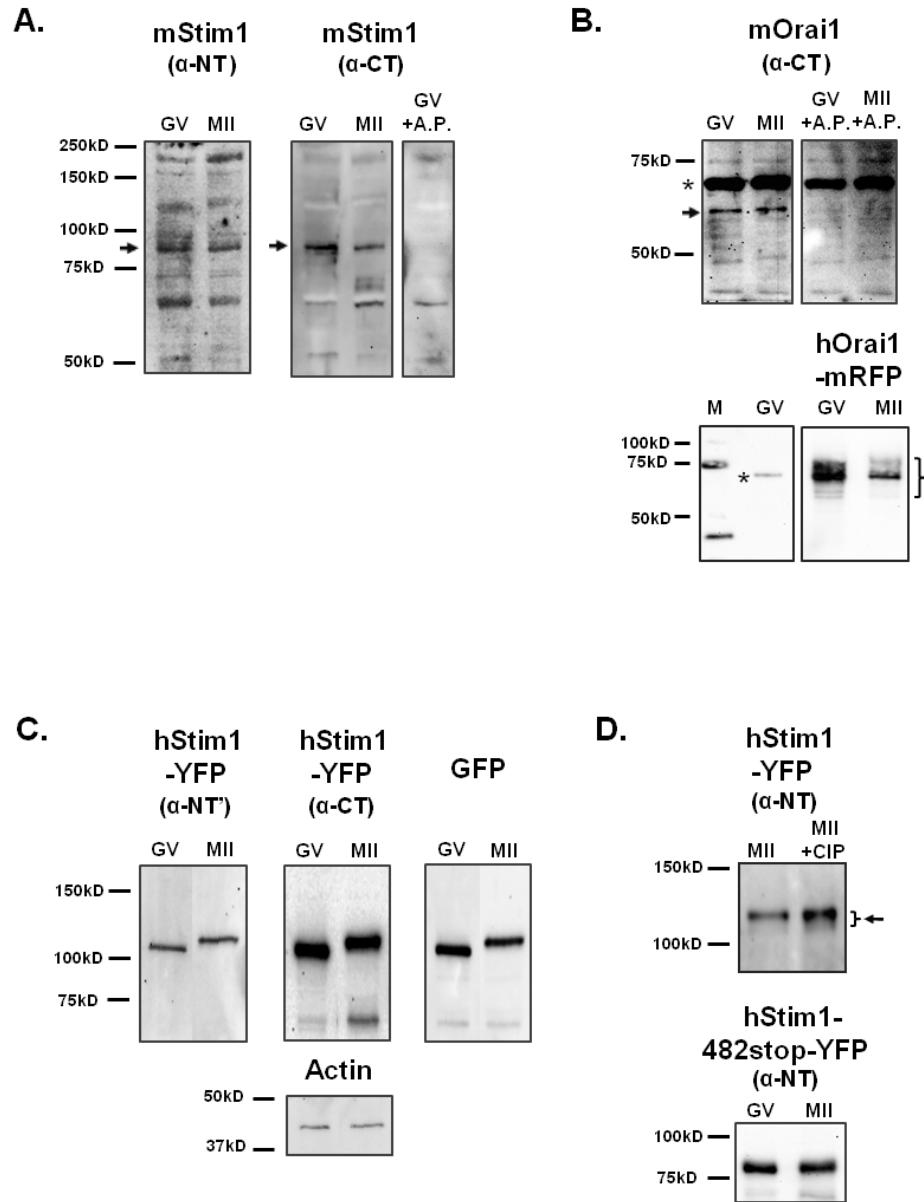 A.
mStim1
(α-NT)
GV MII
mStim1
(α-CT)
GV MII GV
+A.P.
250kD
150kD
100kD
75kD
50kD
B.
mOrai1
(α-CT)
GV MII GV
+A.P. MII
+A.P.
75kD
*
50kD
hOrai1
-mRFP
M GV GV MII
100kD
75kD
*
50kD
C.
hStim1
-YFP
(α-NT')
GV MII
hStim1
-YFP
(α-CT)
GV MII
GFP
GV MII
150kD
100kD
75kD
Actin
50kD
37kD
D.
hStim1
-YFP
(α-NT)
MII MII
+CIP
150kD
100kD
hStim1-
482stop-YFP
(α-NT)
GV MII
100kD
75kD